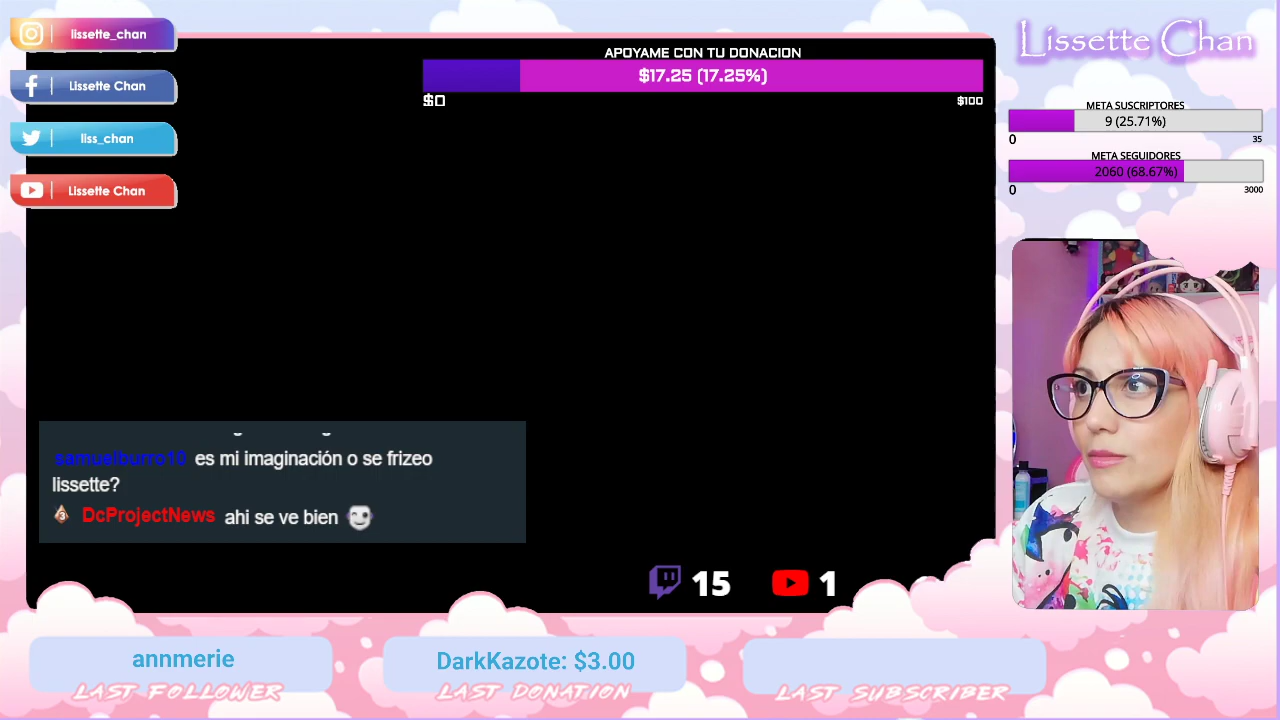 lissette_chan
Lissette Chan
liss_chan
Lissette Chan
APOYAME CON TU DONACION
$17.25 (17.25%)
$0
$100
Lissette Chan
META SUSCRIPTORES
9 (25.71%)
0
35
META SEGUIDORES
2060 (68.67%)
0
3000
samuelburro10 es mi imaginación o se frizeo
lissette?
3 DcProjectNews ahi se ve bien
15
1
annmerie
LAST FOLLOWER
DarkKazote: $3.00
LAST DONATION
LAST SUBSCRIBER